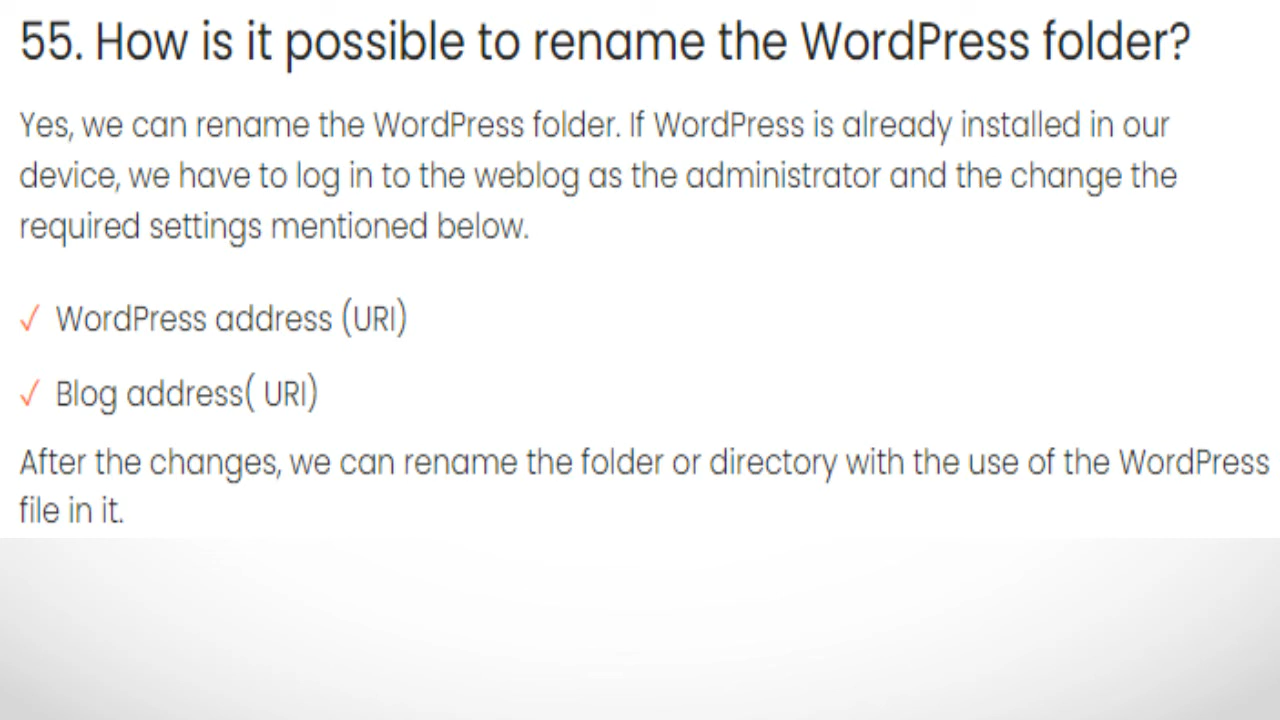 55. How is it possible to rename the WordPress folder?
Yes, we can rename the WordPress folder. If WordPress is already installed in our
device, we have to log in to the weblog as the administrator and the change the
required settings mentioned below.
✓ WordPress address (URI)
✓ Blog address( URI)
After the changes, we can rename the folder or directory with the use of the WordPress
file in it.